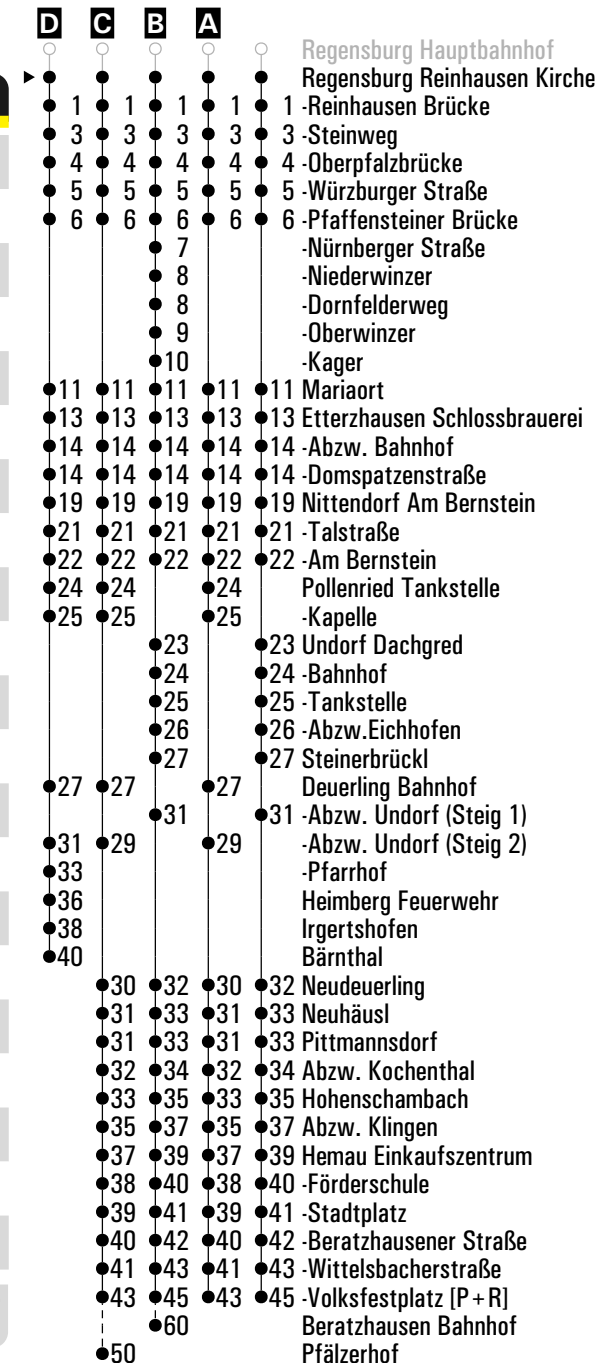 D C B A
Regensburg Hauptbahnhof
Regensburg Reinhausen Kirche
1 1 1 1 1 -Reinhausen Brücke
3 3 3 3 3 -Steinweg
4 4 4 4 4 -Oberpfalzbrücke
5 5 5 5 5 -Würzburger Straße
6 6 6 6 6 -Pfaffensteiner Brücke
7 -Nürnberger Straße
8 -Niederwinzer
8 -Dornfelderweg
9 -Oberwinzer
10 -Kager
11 11 11 11 11 Mariaort
13 13 13 13 13 Etterzhausen Schlossbrauerei
14 14 14 14 14 -Abzw. Bahnhof
14 14 14 14 14 -Domspatzenstraße
19 19 19 19 19 Nittendorf Am Bernstein
21 21 21 21 21 -Talstraße
22 22 22 22 22 -Am Bernstein
24 24 24 Pollenried Tankstelle
25 25 25 -Kapelle
23 23 Undorf Dachgred
24 24 -Bahnhof
25 25 -Tankstelle
26 26 -Abzw.Eichhofen
27 27 Steinerbrückl
27 27 27 Deuerling Bahnhof
31 31 -Abzw. Undorf (Steig 1)
31 29 29 -Abzw. Undorf (Steig 2)
33 -Pfarrhof
36 Heimberg Feuerwehr
38 Irgertshofen
40 Bärnthal
30 32 30 32 Neudeuerling
31 33 31 33 Neuhäusl
31 33 31 33 Pittmannsdorf
32 34 32 34 Abzw. Kochenthal
33 35 33 35 Hohenschambach
35 37 35 37 Abzw. Klingen
37 39 37 39 Hemau Einkaufszentrum
38 40 38 40 -Förderschule
39 41 39 41 -Stadtplatz
40 42 40 42 -Beratzhausener Straße
41 43 41 43 -Wittelsbacherstraße
43 45 43 45 -Volksfestplatz [P+R]
60 Beratzhausen Bahnhof
50 Pfälzerhof